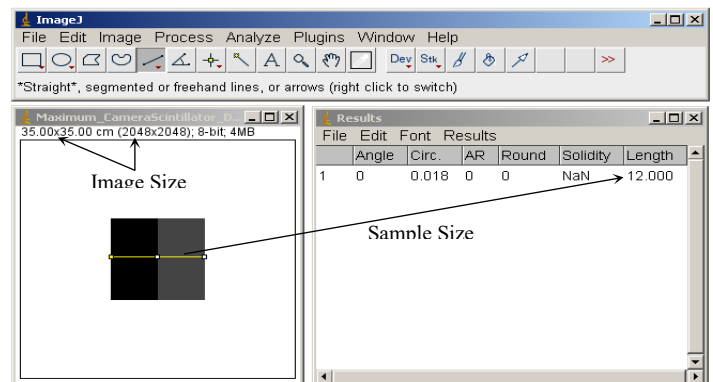 ImageJ
File Edit Image Process Analyze Plugins Window Help
A Dev Stk >>
*Straight*, segmented or freehand lines, or arrows (right click to switch)
Maximum_CameraScintillator_D...
35.00x35.00 cm (2048x2048); 8-bit; 4MB
Image Size
Results
File Edit Font Results
Angle Circ. AR Round Solidity Length
1 0 0.018 0 0 NaN 12.000
Sample Size